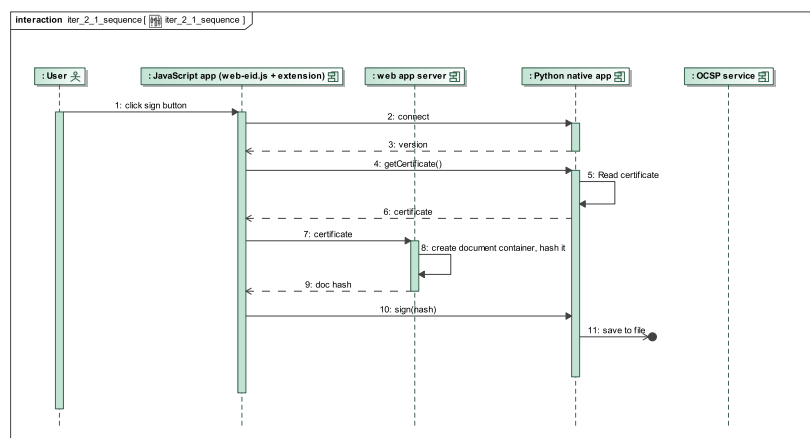 interaction iter_2_1_sequence [ iter_2_1_sequence ]
: User
: JavaScript app (web-eid.js + extension)
: web app server
: Python native app
: OCSP service
1: click sign button
2: connect
3: version
4: getCertificate()
5: Read certificate
6: certificate
7: certificate
8: create document container, hash it
9: doc hash
10: sign(hash)
11: save to file